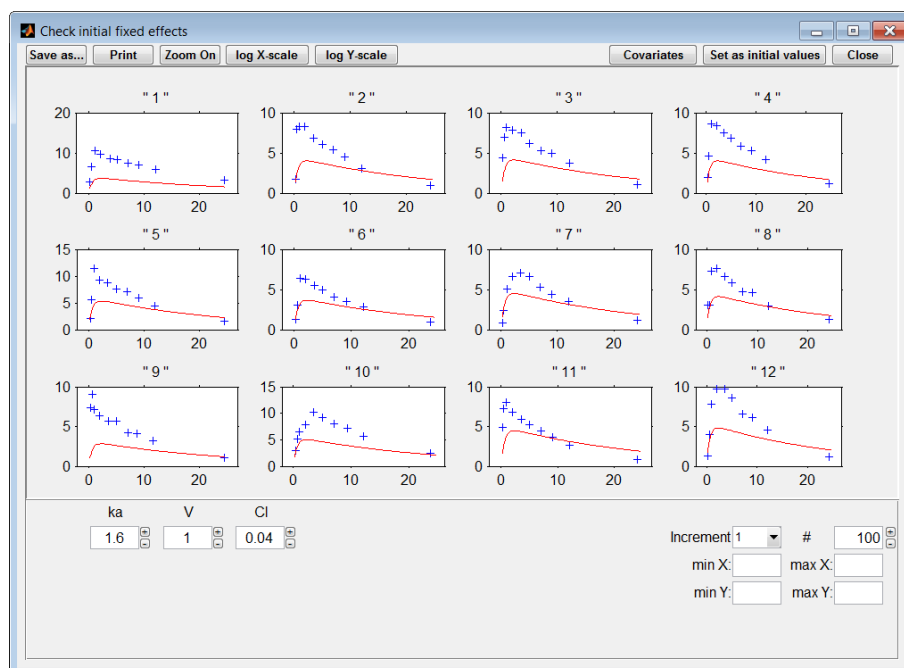 Check initial fixed effects
Save as... Print Zoom On log X-scale log Y-scale Covariates Set as initial values Close
" 1 " " 2 " " 3 " " 4 "
20 10 10 10
10 5 5 5
0 0 0 0
0 10 20 0 10 20 0 10 20 0 10 20
" 5 " " 6 " " 7 " " 8 "
15 10 10 10
10
5 5 5 5
0 0 0 0
0 10 20 0 10 20 0 10 20 0 10 20
" 9 " " 10 " " 11 " " 12 "
10 15 10 10
10
5 5 5 5
0 0 0 0
0 10 20 0 10 20 0 10 20 0 10 20
ka V Cl
1.6 + - 1 + - 0.04 + - Increment 1 # 100 + -
min X: max X:
min Y: max Y: